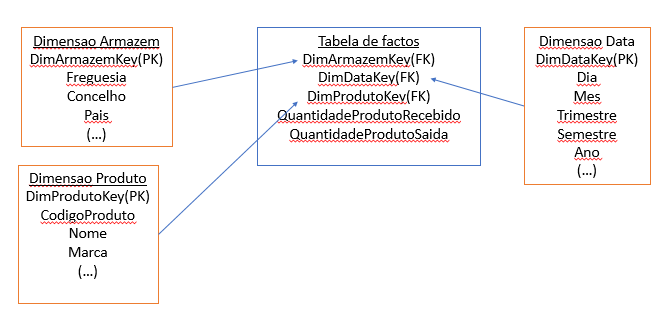 Dimensao Armazem
DimArmazemKey(PK)
Freguesia
Concelho
Pais
(...)
Tabela de factos
DimArmazemKey(FK)
DimDataKey(FK)
DimProdutoKey(FK)
QuantidadeProdutoRecebido
QuantidadeProdutoSaida
Dimensao Data
DimDataKey(PK)
Dia
Mes
Trimestre
Semestre
Ano
(...)
Dimensao Produto
DimProdutoKey(PK)
CodigoProduto
Nome
Marca
(...)